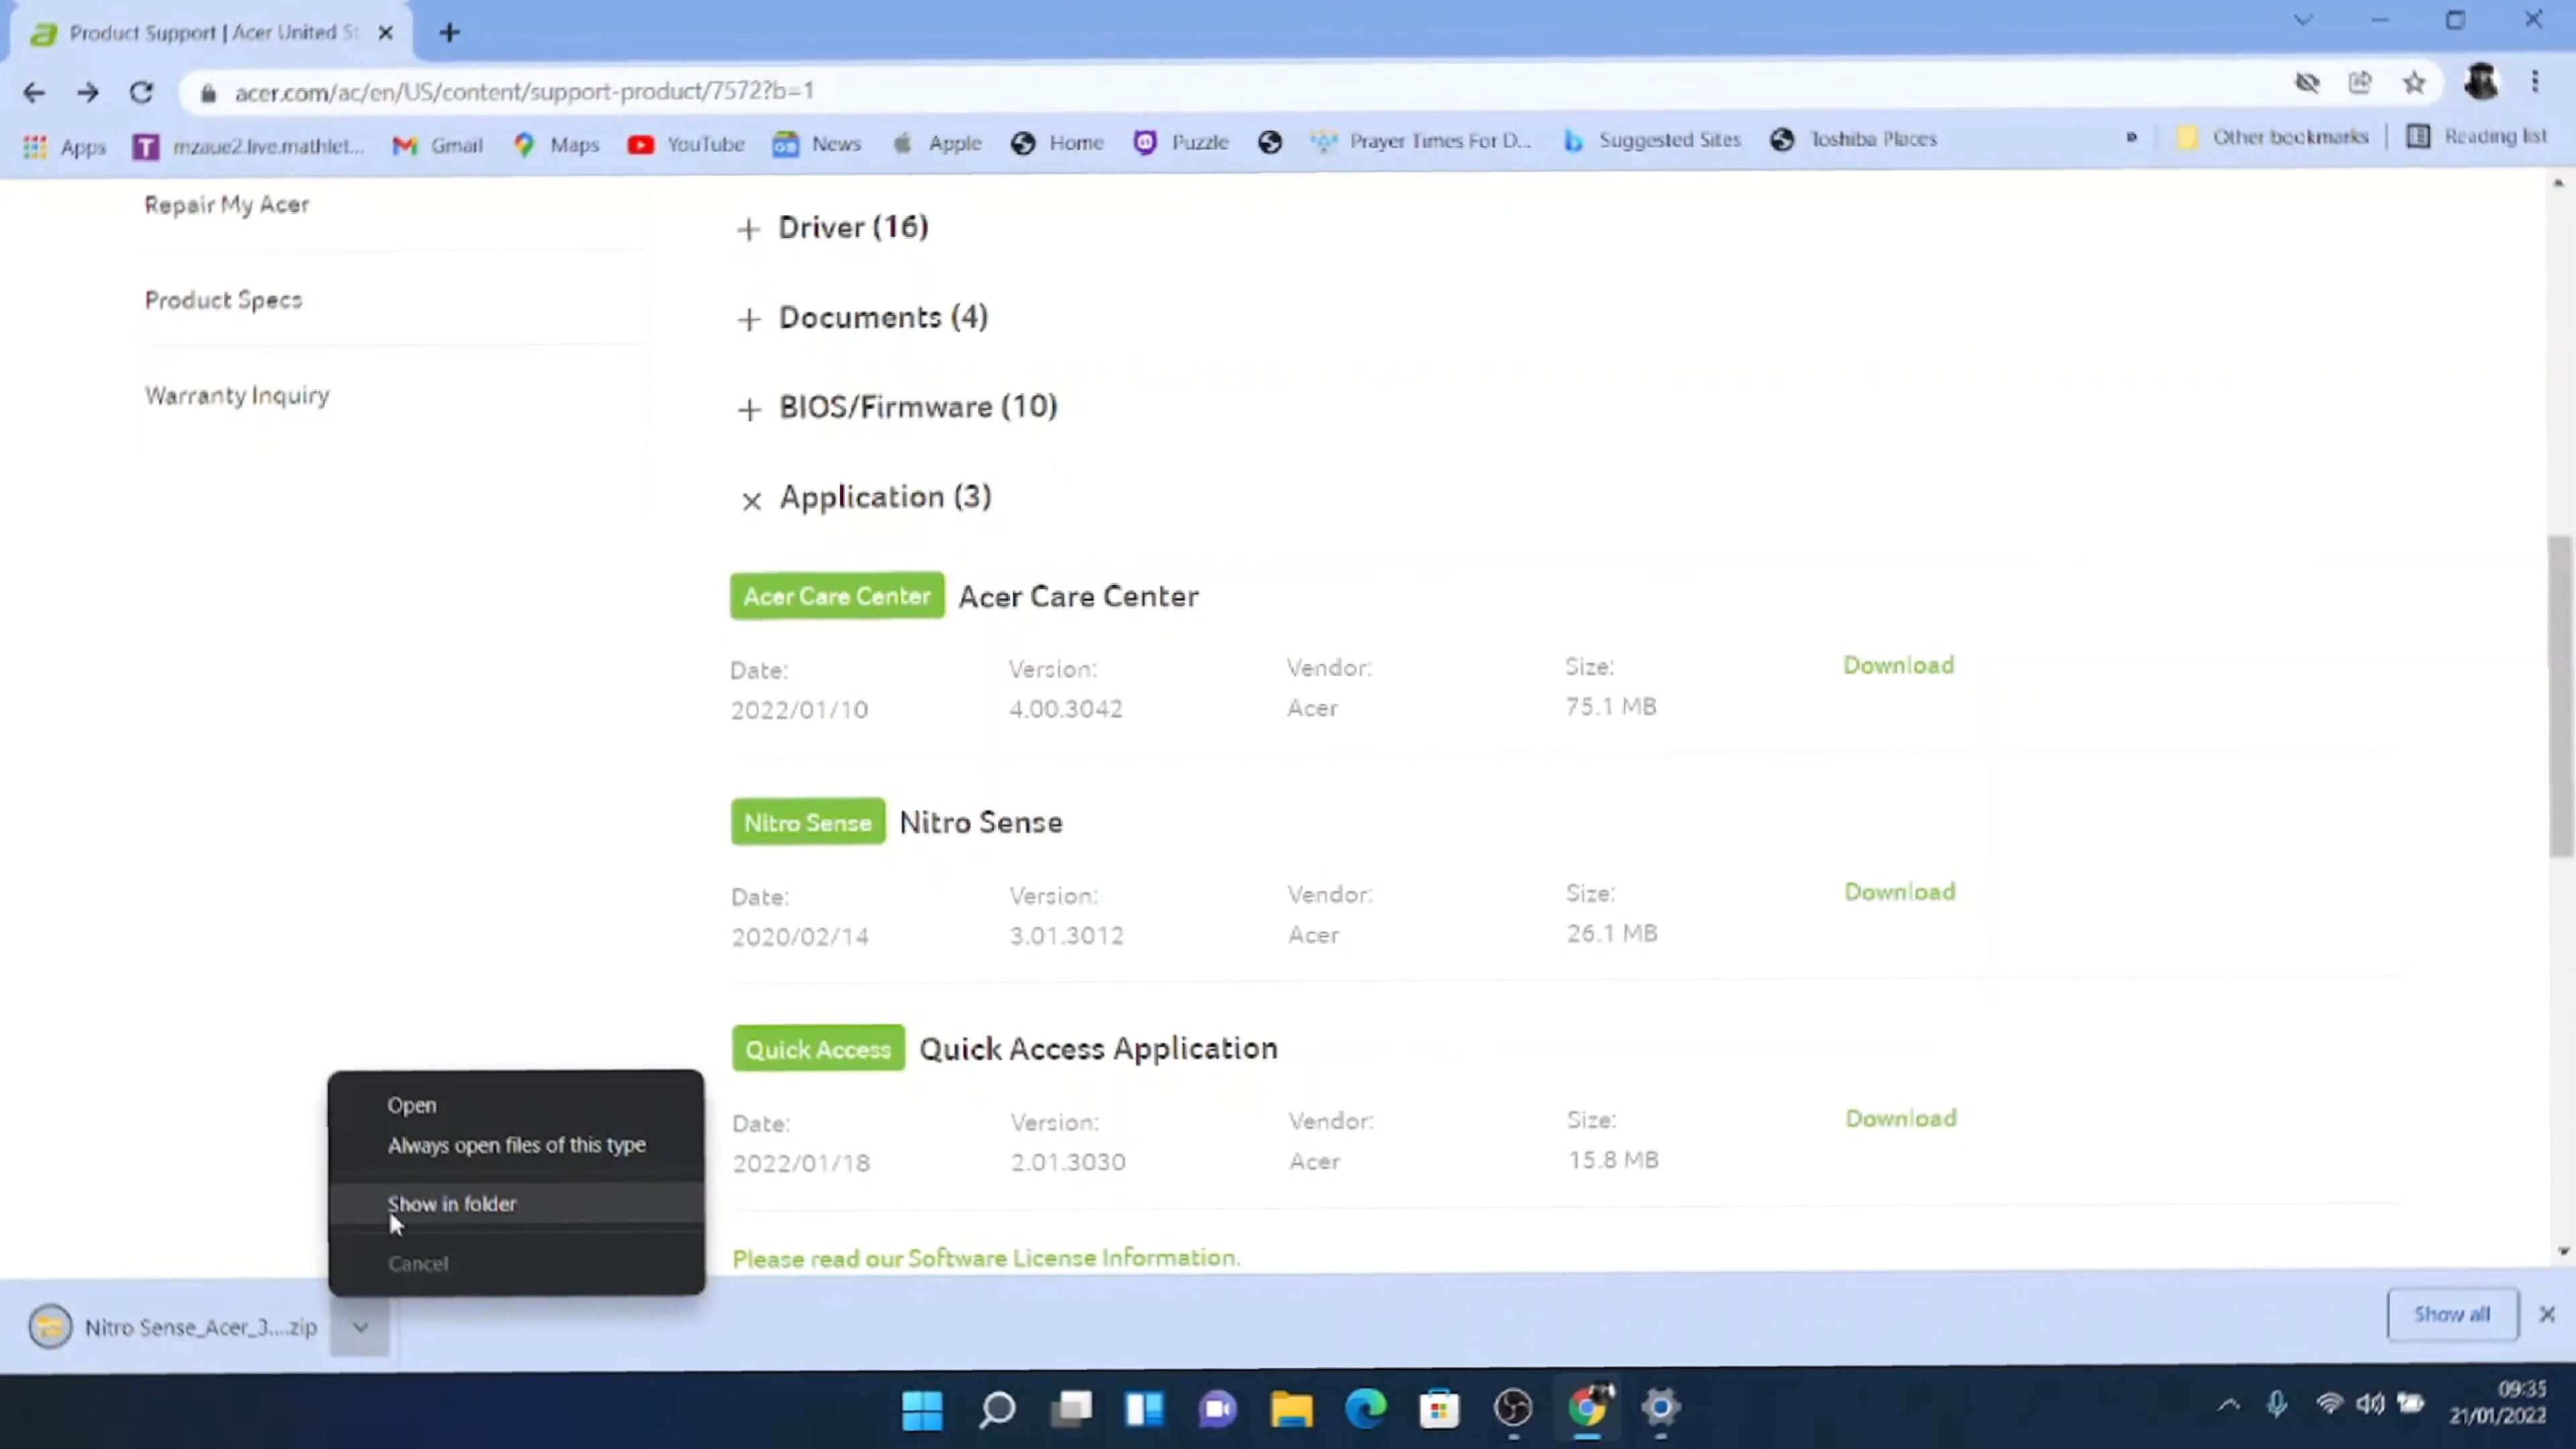 Product Support | Acer United St
acer.com/ac/en/US/content/support-product/7572?b=1
Apps
mzaue2.live.mathlet...
Gmail
Maps
YouTube
News
Apple
Home
Puzzle
Prayer Times For D...
Suggested Sites
Toshiba Places
»
Other bookmarks
Reading list
Repair My Acer
Product Specs
Warranty Inquiry
Driver (16)
Documents (4)
BIOS/Firmware (10)
Application (3)
Acer Care Center Acer Care Center
Date: Version: Vendor: Size: Download
2022/01/10 4.00.3042 Acer 75.1 MB
Nitro Sense Nitro Sense
Date: Version: Vendor: Size: Download
2020/02/14 3.01.3012 Acer 26.1 MB
Quick Access Quick Access Application
Date: Version: Vendor: Size: Download
2022/01/18 2.01.3030 Acer 15.8 MB
Please read our Software License Information.
Open
Always open files of this type
Show in folder
Cancel
Nitro Sense_Acer_3....zip
Show all
09:35
21/01/2022